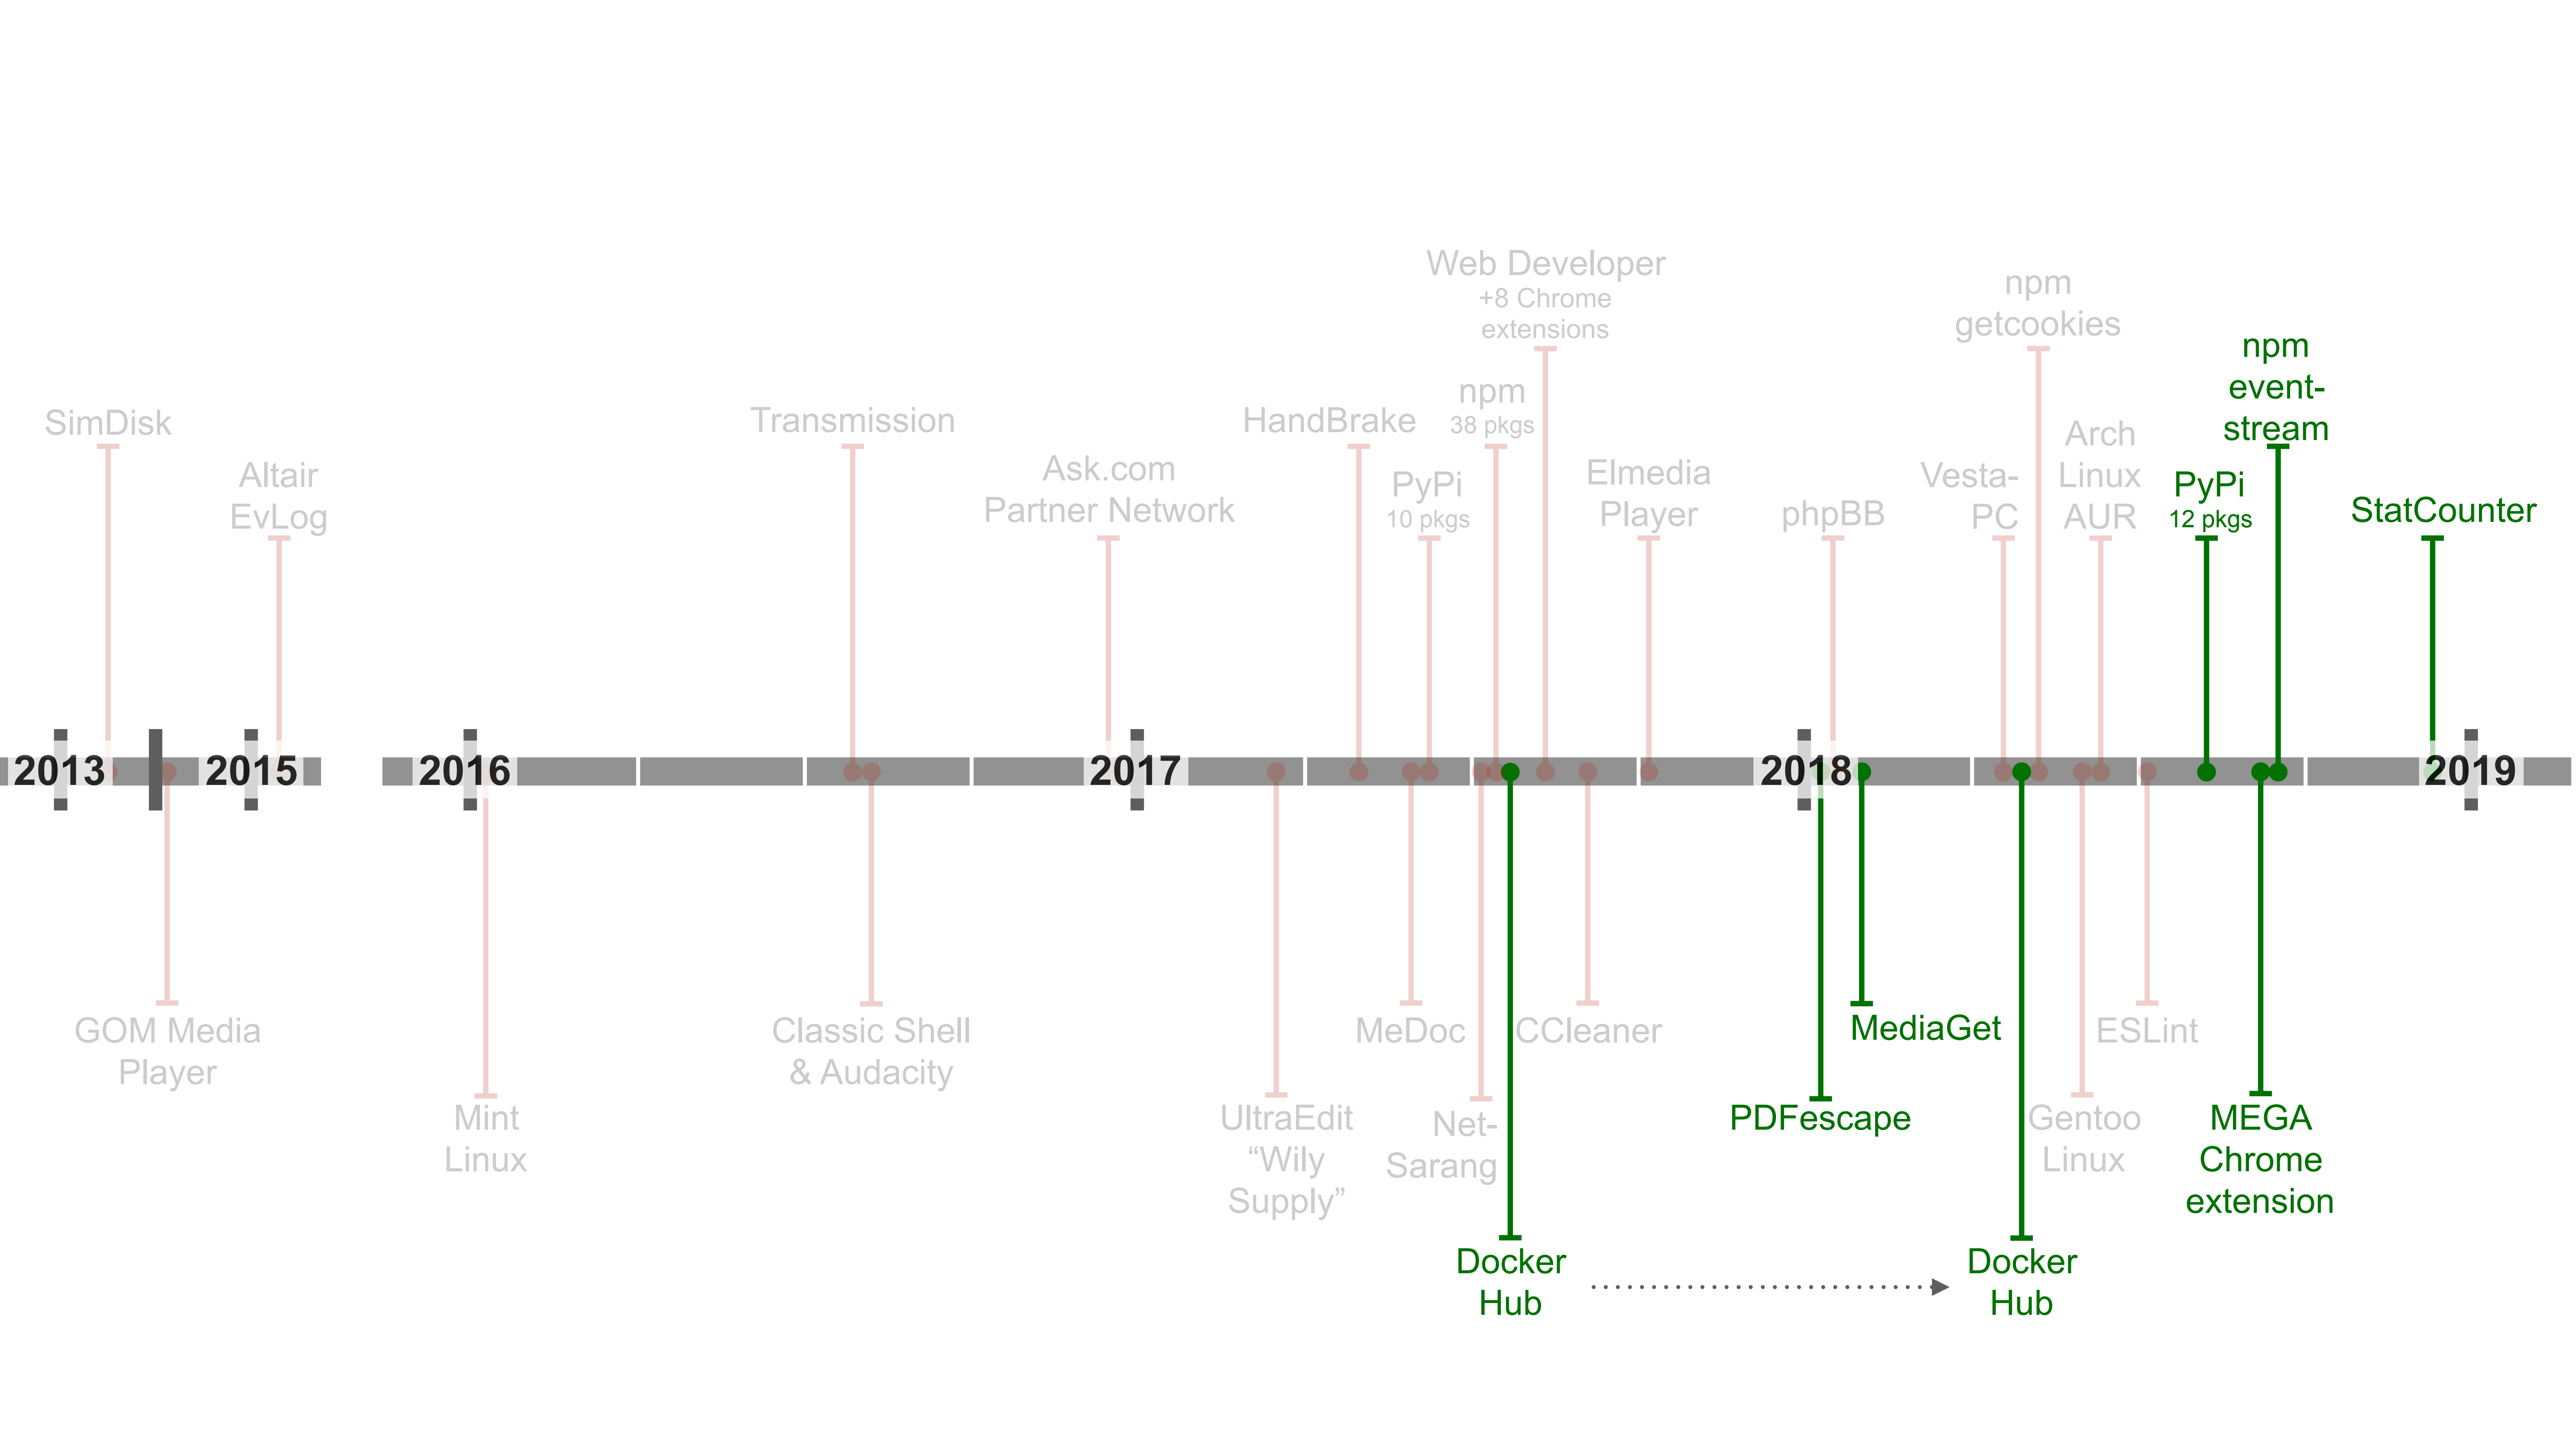 Web Developer
+8 Chrome
extensions
npm
getcookies
npm
event-
stream
SimDisk
Transmission
HandBrake
npm
38 pkgs
Arch
Linux
AUR
Altair
EvLog
Ask.com
Partner Network
PyPi
10 pkgs
Elmedia
Player
phpBB
Vesta-
PC
PyPi
12 pkgs
StatCounter
2013
2015
2016
2017
2018
2019
GOM Media
Player
Classic Shell
& Audacity
MeDoc
CCleaner
MediaGet
ESLint
Mint
Linux
UltraEdit
“Wily
Supply”
Net-
Sarang
PDFescape
Gentoo
Linux
MEGA
Chrome
extension
Docker
Hub
Docker
Hub